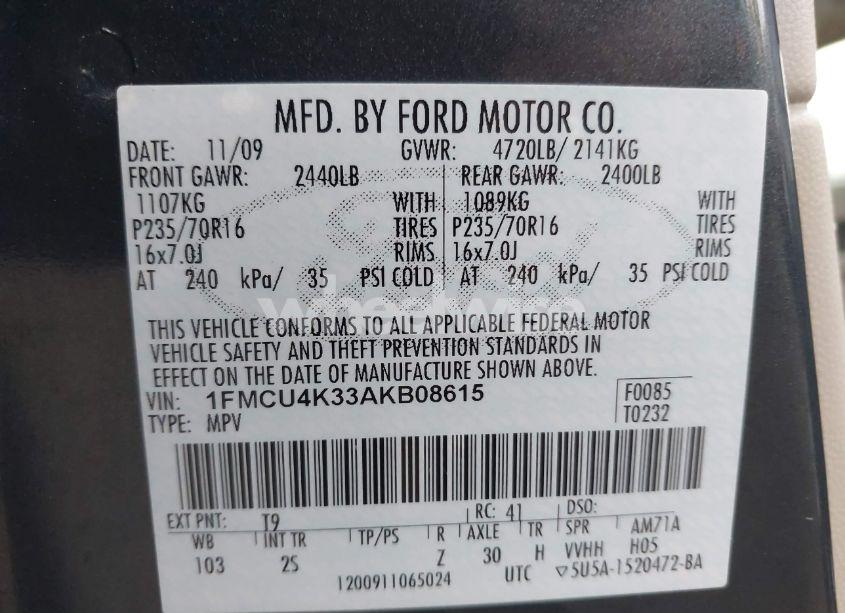 MFD. BY FORD MOTOR CO.
DATE: 11/09 GVWR: 4720LB/ 2141KG
FRONT GAWR: 2440LB REAR GAWR: 2400LB
1107KG WITH 1089KG WITH
P235/70R16 TIRES P235/70R16 TIRES
16x7.0J RIMS 16x7.0J RIMS
AT 240 kPa/ 35 PSI COLD AT 240 kPa/ 35 PSI COLD
THIS VEHICLE CONFORMS TO ALL APPLICABLE FEDERAL MOTOR
VEHICLE SAFETY AND THEFT PREVENTION STANDARDS IN
EFFECT ON THE DATE OF MANUFACTURE SHOWN ABOVE.
VIN: 1FMCU4K33AKB08615 F0085
TYPE: MPV T0232
EXT PNT: T9 RC: 41 DSO:
WB INT TR TP/PS R AXLE TR SPR AM71A
103 2S Z 30 H VVHH H05
1200911065024 UTC ▽5U5A-1520472-BA